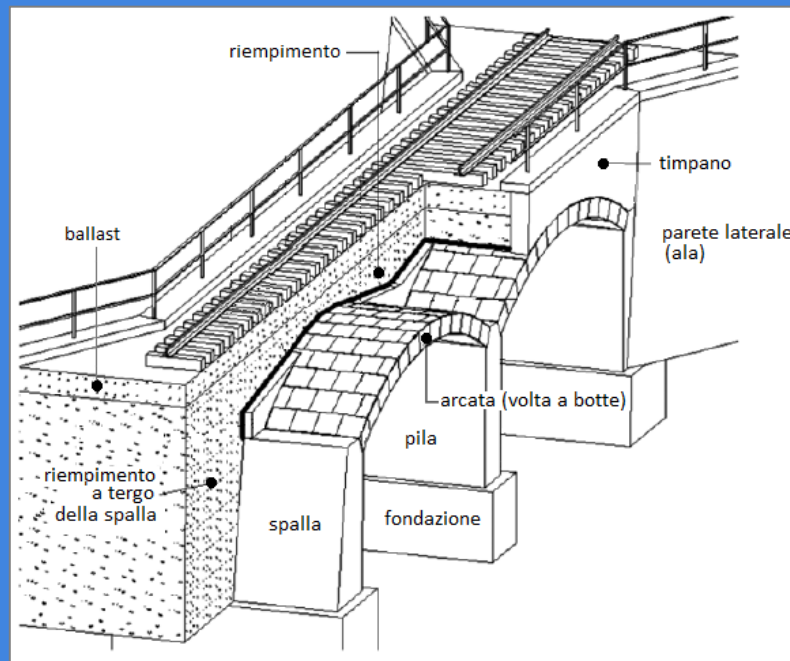 riempimento
timpano
ballast
parete laterale
(ala)
arcata (volta a botte)
pila
riempimento
a tergo
della spalla
spalla
fondazione